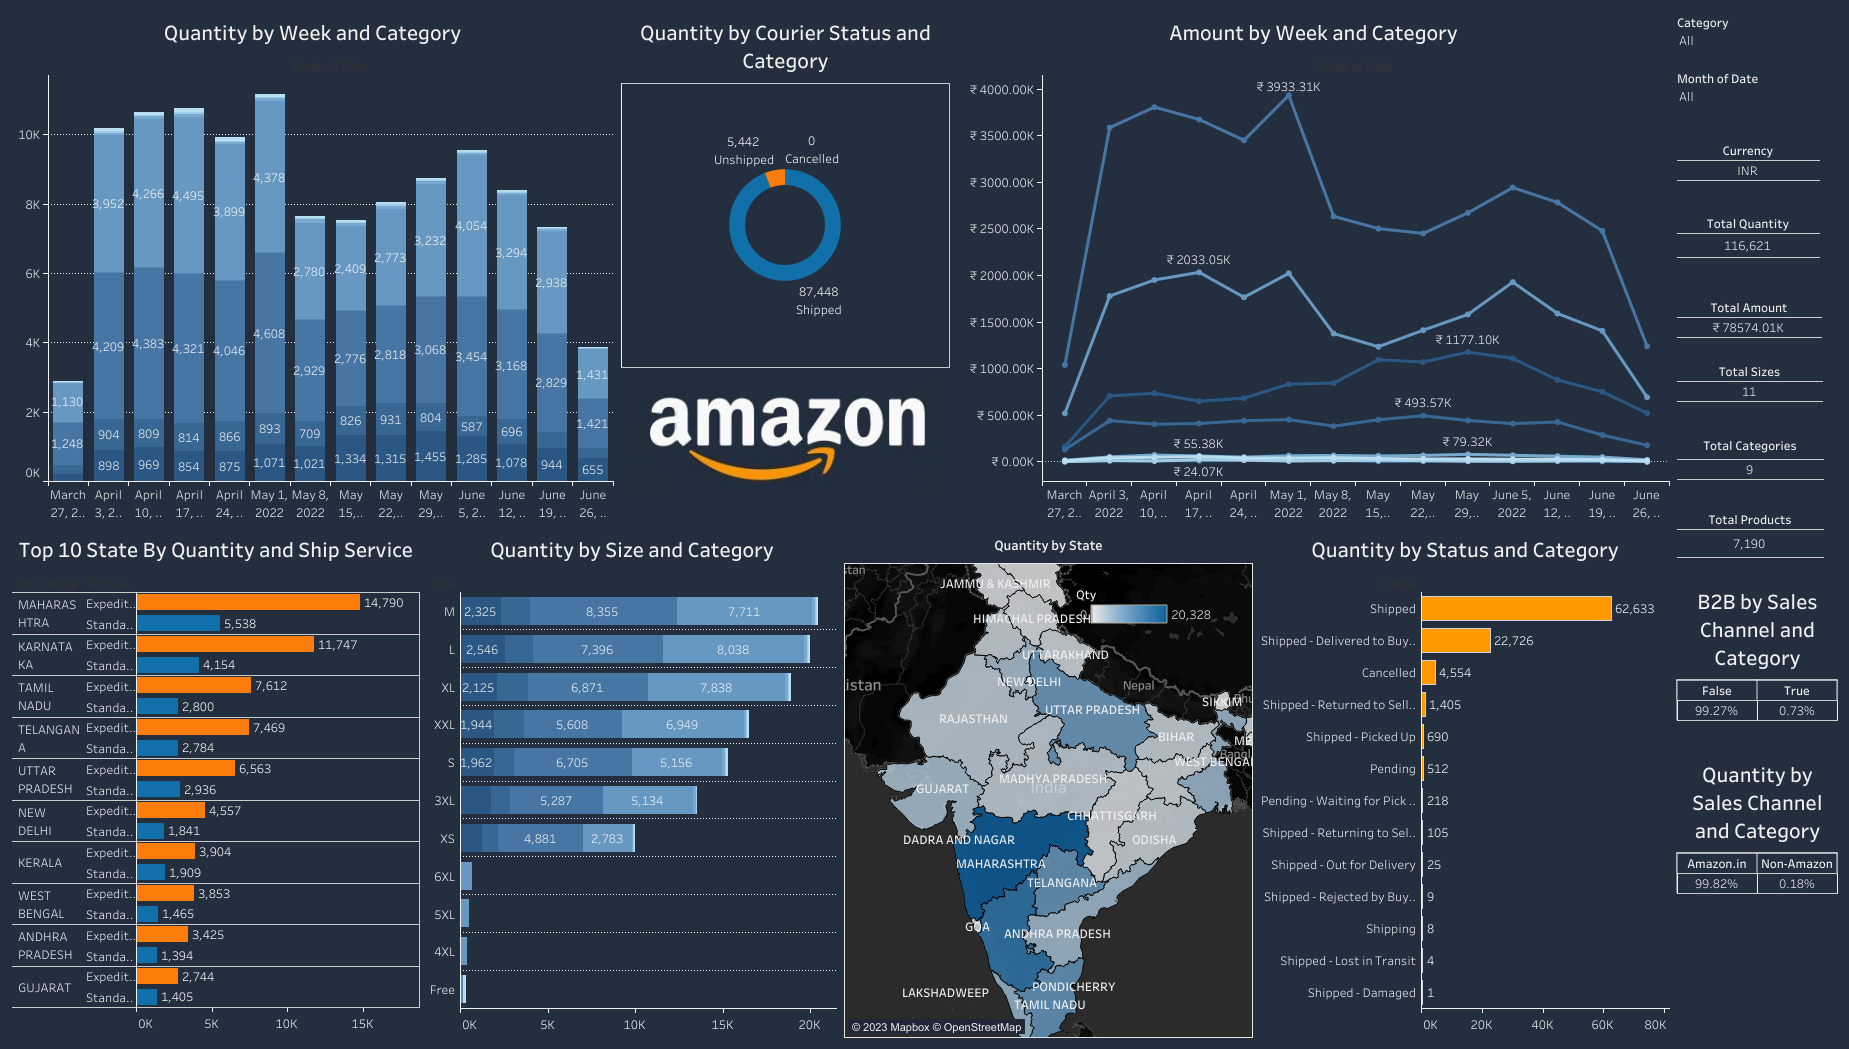 Quantity by Week and Category
Week of Date
10K
8K
6K
4K
2K
0K
1,130
1,248
3,952
4,209
904
898
4,266
4,383
809
969
4,495
4,321
814
854
3,899
4,046
866
875
4,378
4,608
893
1,071
2,780
2,929
709
1,021
2,409
2,776
826
1,334
2,773
2,818
931
1,315
3,232
3,068
804
1,455
4,054
3,454
587
1,285
3,294
3,168
696
1,078
2,938
2,829
944
1,431
1,421
655
March 27, 2..
April 3, 2..
April 10, ..
April 17, ..
April 24, ..
May 1, 2022
May 8, 2022
May 15,..
May 22,..
May 29,..
June 5, 2..
June 12, ..
June 19, ..
June 26, ..
Quantity by Courier Status and
Category
5,442
Unshipped
0
Cancelled
87,448
Shipped
amazon
Amount by Week and Category
Week of Date
₹ 4000.00K
₹ 3500.00K
₹ 3000.00K
₹ 2500.00K
₹ 2000.00K
₹ 1500.00K
₹ 1000.00K
₹ 500.00K
₹ 0.00K
₹ 3933.31K
₹ 2033.05K
₹ 1177.10K
₹ 493.57K
₹ 55.38K
₹ 79.32K
₹ 24.07K
March 27, 2..
April 3, 2022
April 10, ..
April 17, ..
April 24, ..
May 1, 2022
May 8, 2022
May 15,..
May 22,..
May 29,..
June 5, 2022
June 12, ..
June 19, ..
June 26, ..
Category
All
Month of Date
All
Currency
INR
Total Quantity
116,621
Total Amount
₹ 78574.01K
Total Sizes
11
Total Categories
9
Total Products
7,190
Top 10 State By Quantity and Ship Service
MAHARAS
HTRA
Expedit..
14,790
Standa..
5,538
KARNATA
KA
Expedit..
11,747
Standa..
4,154
TAMIL
NADU
Expedit..
7,612
Standa..
2,800
TELANGAN
A
Expedit..
7,469
Standa..
2,784
UTTAR
PRADESH
Expedit..
6,563
Standa..
2,936
NEW
DELHI
Expedit..
4,557
Standa..
1,841
KERALA
Expedit..
3,904
Standa..
1,909
WEST
BENGAL
Expedit..
3,853
Standa..
1,465
ANDHRA
PRADESH
Expedit..
3,425
Standa..
1,394
GUJARAT
Expedit..
2,744
Standa..
1,405
0K 5K 10K 15K
Quantity by Size and Category
Size
M 2,325 8,355 7,711
L 2,546 7,396 8,038
XL 2,125 6,871 7,838
XXL 1,944 5,608 6,949
S 1,962 6,705 5,156
3XL 5,287 5,134
XS 4,881 2,783
6XL
5XL
4XL
Free
0K 5K 10K 15K 20K
Quantity by State
stan
JAMMU & KASHMIR
Qty
0 20,328
HIMACHAL PRADESH
UTTARAKHAND
istan
NEW DELHI
Nepal
SIKKIM
UTTAR PRADESH
RAJASTHAN
BIHAR
ME
Bangl
WEST BENGAL
MADHYA PRADESH
India
GUJARAT
CHHATTISGARH
DADRA AND NAGAR
ODISHA
MAHARASHTRA
TELANGANA
GOA
ANDHRA PRADESH
PONDICHERRY
LAKSHADWEEP
TAMIL NADU
© 2023 Mapbox © OpenStreetMap
Quantity by Status and Category
Shipped 62,633
Shipped - Delivered to Buy.. 22,726
Cancelled 4,554
Shipped - Returned to Sell.. 1,405
Shipped - Picked Up 690
Pending 512
Pending - Waiting for Pick .. 218
Shipped - Returning to Sel.. 105
Shipped - Out for Delivery 25
Shipped - Rejected by Buy.. 9
Shipping 8
Shipped - Lost in Transit 4
Shipped - Damaged 1
0K 20K 40K 60K 80K
B2B by Sales
Channel and
Category
False True
99.27% 0.73%
Quantity by
Sales Channel
and Category
Amazon.in Non-Amazon
99.82% 0.18%